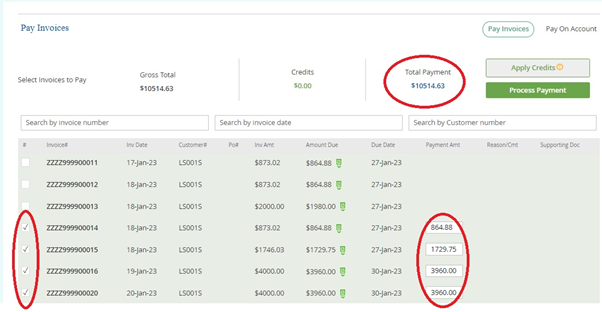 Pay Invoices
Pay Invoices Pay On Account
Select Invoices to Pay
Gross Total
$10514.63
Credits
$0.00
Total Payment
$10514.63
Apply Credits
Process Payment
Search by invoice number Search by invoice date Search by Customer number
# Invoice# Inv Date Customer# Po# Inv Amt Amount Due Due Date Payment Amt Reason/Cmt Supporting Doc
ZZZZ999900011 17-Jan-23 LS001S $873.02 $864.88 27-Jan-23
ZZZZ999900012 18-Jan-23 LS001S $873.02 $864.88 27-Jan-23
ZZZZ999900013 18-Jan-23 LS001S $2000.00 $1980.00 27-Jan-23
✓ ZZZZ999900014 18-Jan-23 LS001S $873.02 $864.88 27-Jan-23 864.88
✓ ZZZZ999900015 18-Jan-23 LS001S $1746.03 $1729.75 27-Jan-23 1729.75
✓ ZZZZ999900016 19-Jan-23 LS001S $4000.00 $3960.00 30-Jan-23 3960.00
✓ ZZZZ999900020 20-Jan-23 LS001S $4000.00 $3960.00 30-Jan-23 3960.00